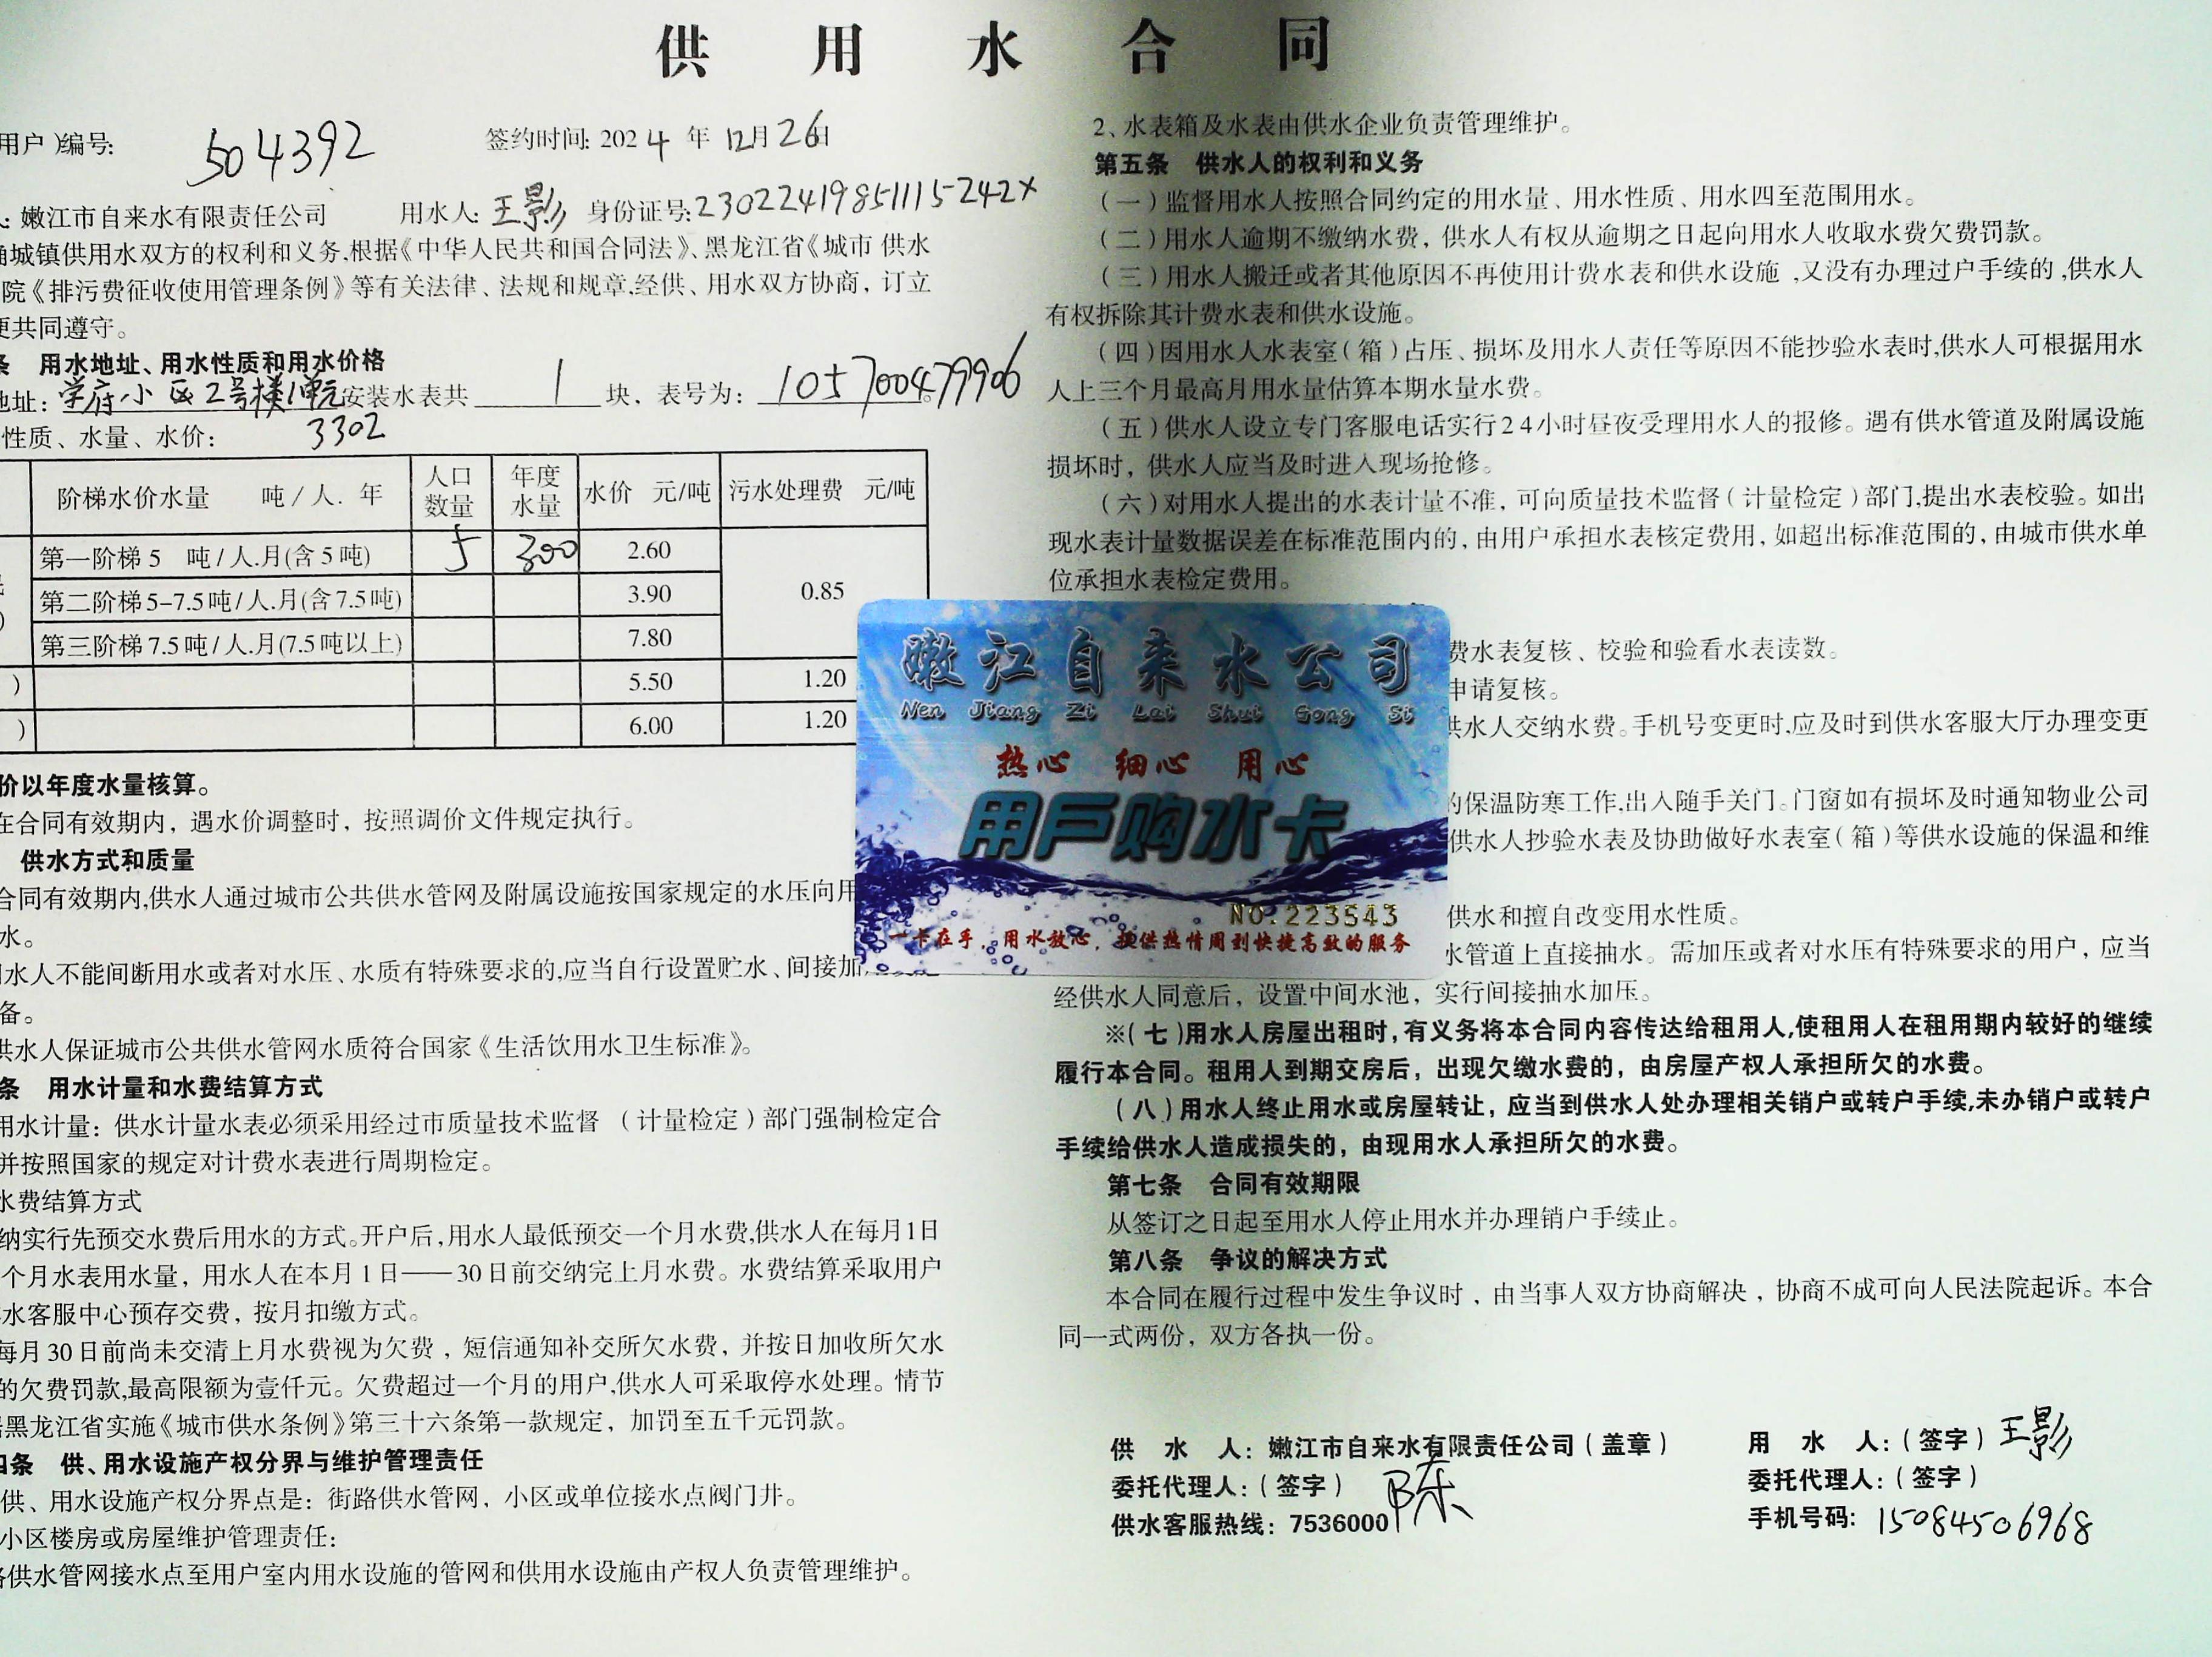 供用水合同
用户)编号: 504392 签约时间: 2024年12月26日
嫩江市自来水有限责任公司 用水人: 王影 身份证号: 23022419851115242X
城镇供用水双方的权利和义务,根据《中华人民共和国合同法》、黑龙江省《城市 供水
院《排污费征收使用管理条例》等有关法律、法规和规章,经供、用水双方协商，订立
共同遵守。
条 用水地址、用水性质和用水价格
地址: 学府小区2号楼1单元 安装水表共 1 块，表号为: 105700479906
3302
性质、水量、水价:
阶梯水价水量 吨/人.年 人口数量 年度水量 水价 元/吨 污水处理费 元/吨
第一阶梯5 吨/人.月(含5吨) 5 300 2.60 0.85
第二阶梯5-7.5吨/人.月(含7.5吨) 3.90
第三阶梯7.5吨/人.月(7.5吨以上) 7.80
) 5.50 1.20
) 6.00 1.20
价以年度水量核算。
在合同有效期内，遇水价调整时，按照调价文件规定执行。
供水方式和质量
合同有效期内,供水人通过城市公共供水管网及附属设施按国家规定的水压向用
水。
水人不能间断用水或者对水压、水质有特殊要求的,应当自行设置贮水、间接加
备。
供水人保证城市公共供水管网水质符合国家《生活饮用水卫生标准》。
条 用水计量和水费结算方式
用水计量：供水计量水表必须采用经过市质量技术监督（计量检定）部门强制检定合
并按照国家的规定对计费水表进行周期检定。
水费结算方式
纳实行先预交水费后用水的方式。开户后,用水人最低预交一个月水费,供水人在每月1日
个月水表用水量，用水人在本月1日——30日前交纳完上月水费。水费结算采取用户
水客服中心预存交费，按月扣缴方式。
每月30日前尚未交清上月水费视为欠费，短信通知补交所欠水费，并按日加收所欠水
的欠费罚款,最高限额为壹仟元。欠费超过一个月的用户,供水人可采取停水处理。情节
黑龙江省实施《城市供水条例》第三十六条第一款规定，加罚至五千元罚款。
条 供、用水设施产权分界与维护管理责任
供、用水设施产权分界点是：街路供水管网，小区或单位接水点阀门井。
小区楼房或房屋维护管理责任:
供水管网接水点至用户室内用水设施的管网和供用水设施由产权人负责管理维护。
2、水表箱及水表由供水企业负责管理维护。
第五条 供水人的权利和义务
(一)监督用水人按照合同约定的用水量、用水性质、用水四至范围用水。
(二)用水人逾期不缴纳水费，供水人有权从逾期之日起向用水人收取水费欠费罚款。
(三)用水人搬迁或者其他原因不再使用计费水表和供水设施,又没有办理过户手续的,供水人
有权拆除其计费水表和供水设施。
(四)因用水人水表室(箱)占压、损坏及用水人责任等原因不能抄验水表时,供水人可根据用水
人上三个月最高月用水量估算本期水量水费。
(五)供水人设立专门客服电话实行24小时昼夜受理用水人的报修。遇有供水管道及附属设施
损坏时，供水人应当及时进入现场抢修。
(六)对用水人提出的水表计量不准，可向质量技术监督(计量检定)部门,提出水表校验。如出
现水表计量数据误差在标准范围内的,由用户承担水表核定费用,如超出标准范围的,由城市供水单
位承担水表检定费用。
费水表复核、校验和验看水表读数。
申请复核。
供水人交纳水费。手机号变更时,应及时到供水客服大厅办理变更
的保温防寒工作,出入随手关门。门窗如有损坏及时通知物业公司
供水人抄验水表及协助做好水表室(箱)等供水设施的保温和维
供水和擅自改变用水性质。
水管道上直接抽水。需加压或者对水压有特殊要求的用户，应当
经供水人同意后，设置中间水池，实行间接抽水加压。
※(七)用水人房屋出租时,有义务将本合同内容传达给租用人,使租用人在租用期内较好的继续
履行本合同。租用人到期交房后，出现欠缴水费的，由房屋产权人承担所欠的水费。
(八)用水人终止用水或房屋转让，应当到供水人处办理相关销户或转户手续,未办销户或转户
手续给供水人造成损失的，由现用水人承担所欠的水费。
第七条 合同有效期限
从签订之日起至用水人停止用水并办理销户手续止。
第八条 争议的解决方式
本合同在履行过程中发生争议时，由当事人双方协商解决，协商不成可向人民法院起诉。本合
同一式两份，双方各执一份。
供 水 人：嫩江市自来水有限责任公司(盖章)
委托代理人:(签字) 陈
供水客服热线：7536000
用 水 人:(签字) 王影
委托代理人:(签字)
手机号码: 15084506968
嫩江自来水公司
Nen Jiang Zi Lai Shui Gong Si
热心 细心 用心
用户购水卡
NO.223543
一卡在手，用水放心，提供热情周到快捷高效的服务